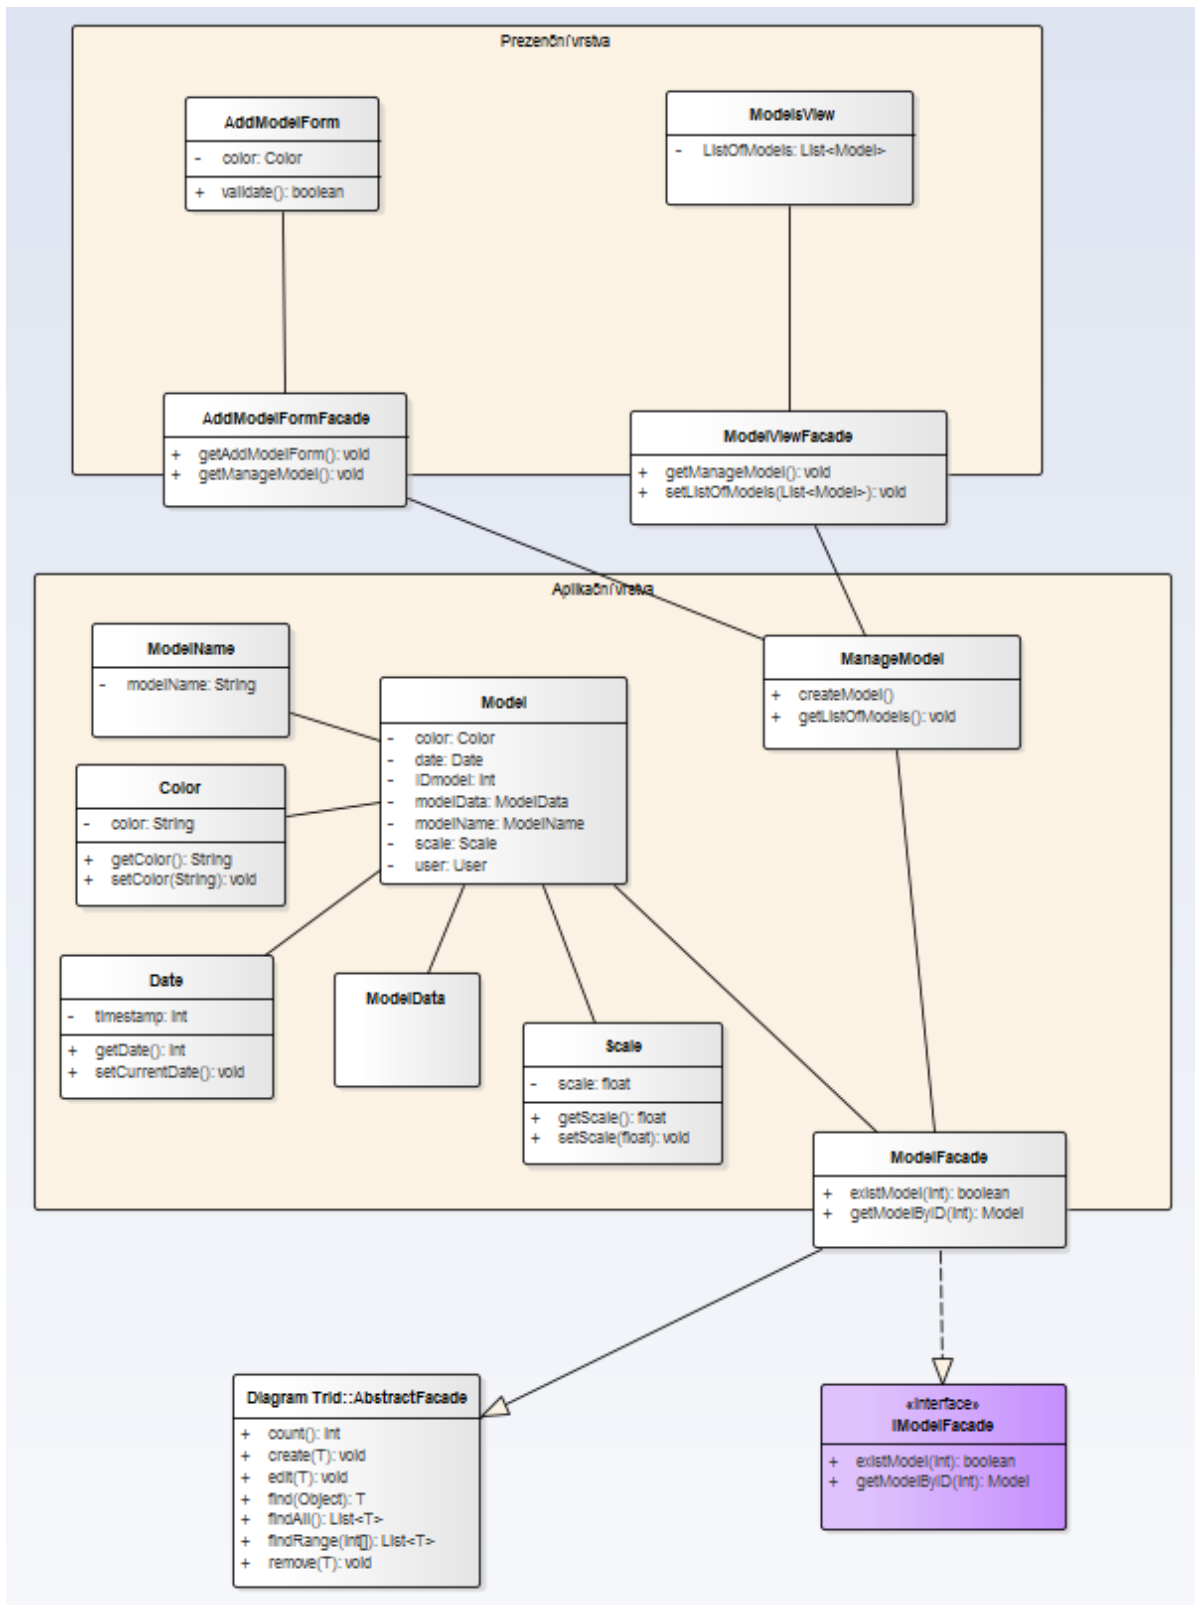 Prezenční vrstva
AddModelForm
- color: Color
+ validate(): boolean
ModelsView
- ListOfModels: List<Model>
AddModelFormFacade
+ getAddModelForm(): void
+ getManageModel(): void
ModelViewFacade
+ getManageModel(): void
+ setListOfModels(List<Model>): void
Aplikační vrstva
ModelName
- modelName: String
Model
- color: Color
- date: Date
- IDmodel: int
- modelData: ModelData
- modelName: ModelName
- scale: Scale
- user: User
ManageModel
+ createModel()
+ getListOfModels(): void
Color
- color: String
+ getColor(): String
+ setColor(String): void
Date
- timestamp: int
+ getDate(): int
+ setCurrentDate(): void
ModelData
Scale
- scale: float
+ getScale(): float
+ setScale(float): void
ModelFacade
+ existModel(int): boolean
+ getModelByID(int): Model
Diagram Tříd::AbstractFacade
+ count(): int
+ create(T): void
+ edit(T): void
+ find(Object): T
+ findAll(): List<T>
+ findRange(int[]): List<T>
+ remove(T): void
«interface»
IModelFacade
+ existModel(int): boolean
+ getModelByID(int): Model